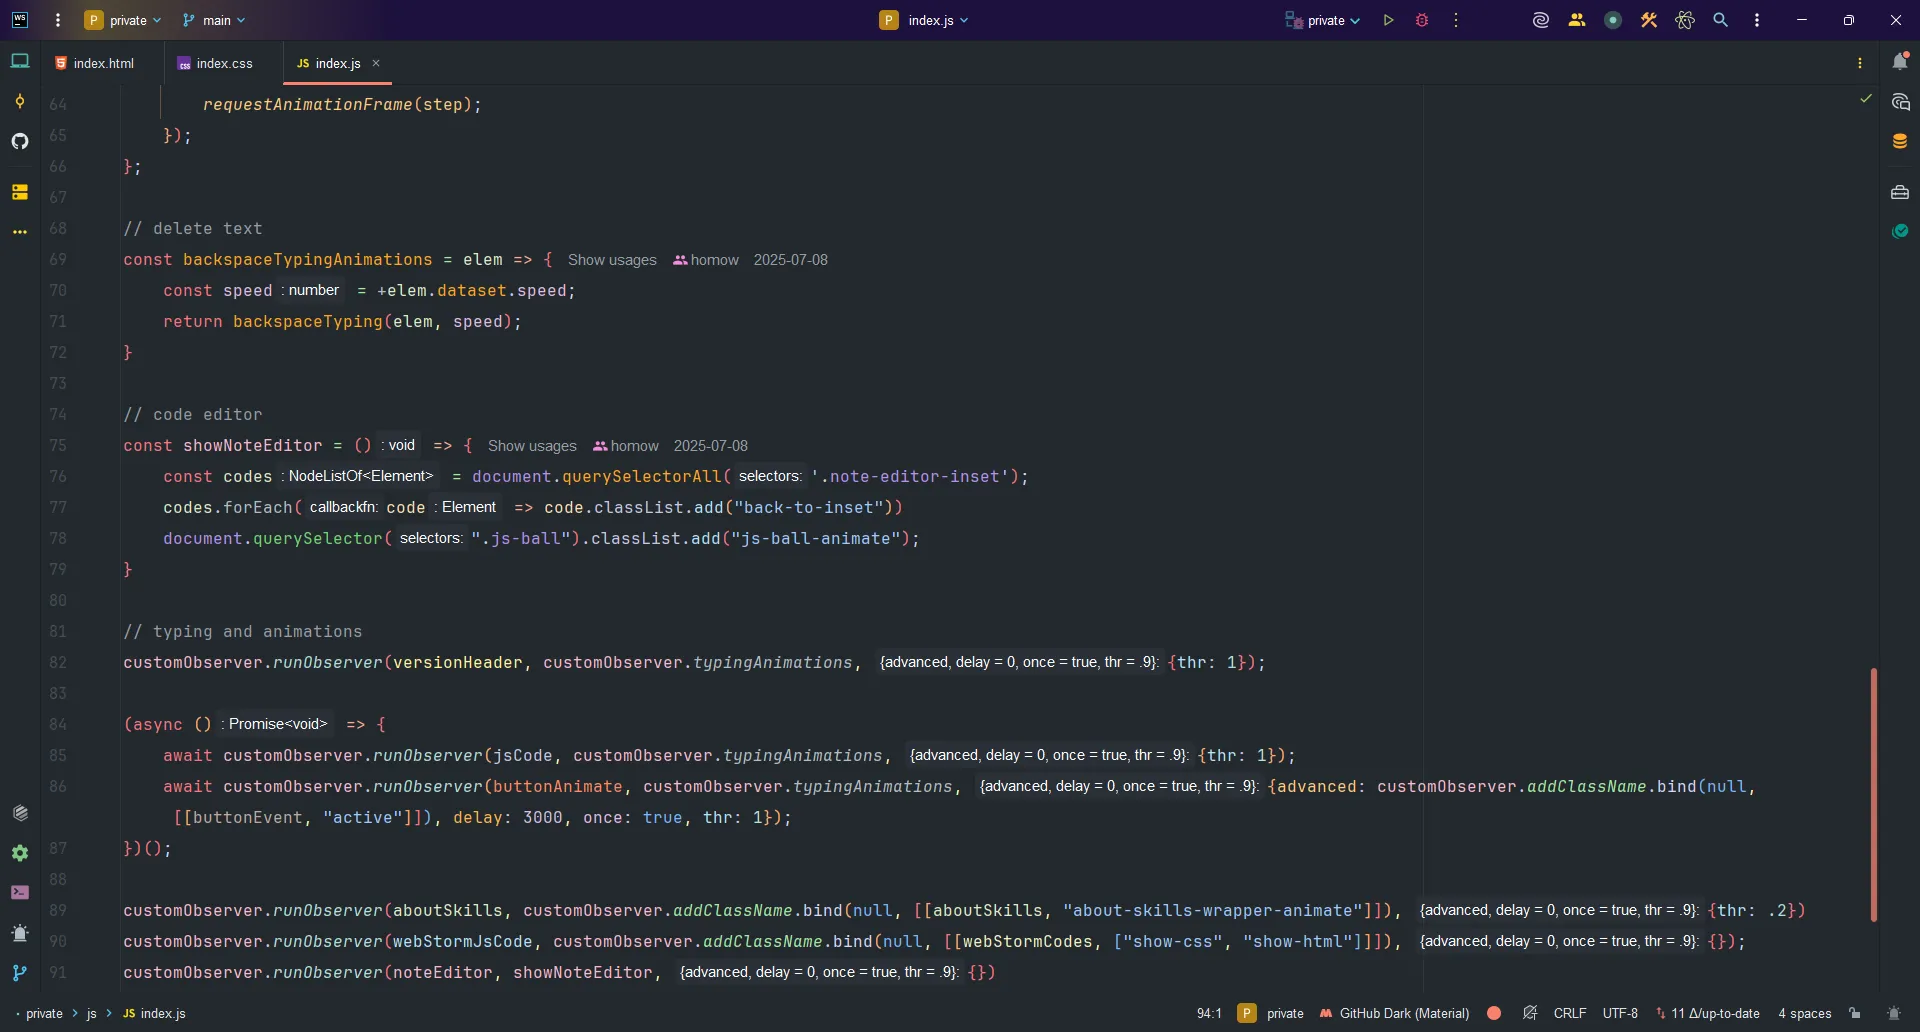 WS
P private main
P index.js
private
index.html
CSS index.css
JS index.js
64 requestAnimationFrame(step);
65 });
66 };
67
68 // delete text
69 const backspaceTypingAnimations = elem => { Show usages homow 2025-07-08
70 const speed : number = +elem.dataset.speed;
71 return backspaceTyping(elem, speed);
72 }
73
74 // code editor
75 const showNoteEditor = () : void => { Show usages homow 2025-07-08
76 const codes : NodeListOf<Element> = document.querySelectorAll( selectors: '.note-editor-inset');
77 codes.forEach( callbackfn: code : Element => code.classList.add("back-to-inset"))
78 document.querySelector( selectors: ".js-ball").classList.add("js-ball-animate");
79 }
80
81 // typing and animations
82 customObserver.runObserver(versionHeader, customObserver.typingAnimations, {advanced, delay = 0, once = true, thr = .9}: {thr: 1});
83
84 (async () : Promise<void> => {
85 await customObserver.runObserver(jsCode, customObserver.typingAnimations, {advanced, delay = 0, once = true, thr = .9}: {thr: 1});
86 await customObserver.runObserver(buttonAnimate, customObserver.typingAnimations, {advanced, delay = 0, once = true, thr = .9}: {advanced: customObserver.addClassName.bind(null,
[[buttonEvent, "active"]]), delay: 3000, once: true, thr: 1});
87 })();
88
89 customObserver.runObserver(aboutSkills, customObserver.addClassName.bind(null, [[aboutSkills, "about-skills-wrapper-animate"]]), {advanced, delay = 0, once = true, thr = .9}: {thr: .2})
90 customObserver.runObserver(webStormJsCode, customObserver.addClassName.bind(null, [[webStormCodes, ["show-css", "show-html"]]]), {advanced, delay = 0, once = true, thr = .9}: {});
91 customObserver.runObserver(noteEditor, showNoteEditor, {advanced, delay = 0, once = true, thr = .9}: {})
private > js > JS index.js
94:1 P private GitHub Dark (Material) CRLF UTF-8 11 Δ/up-to-date 4 spaces